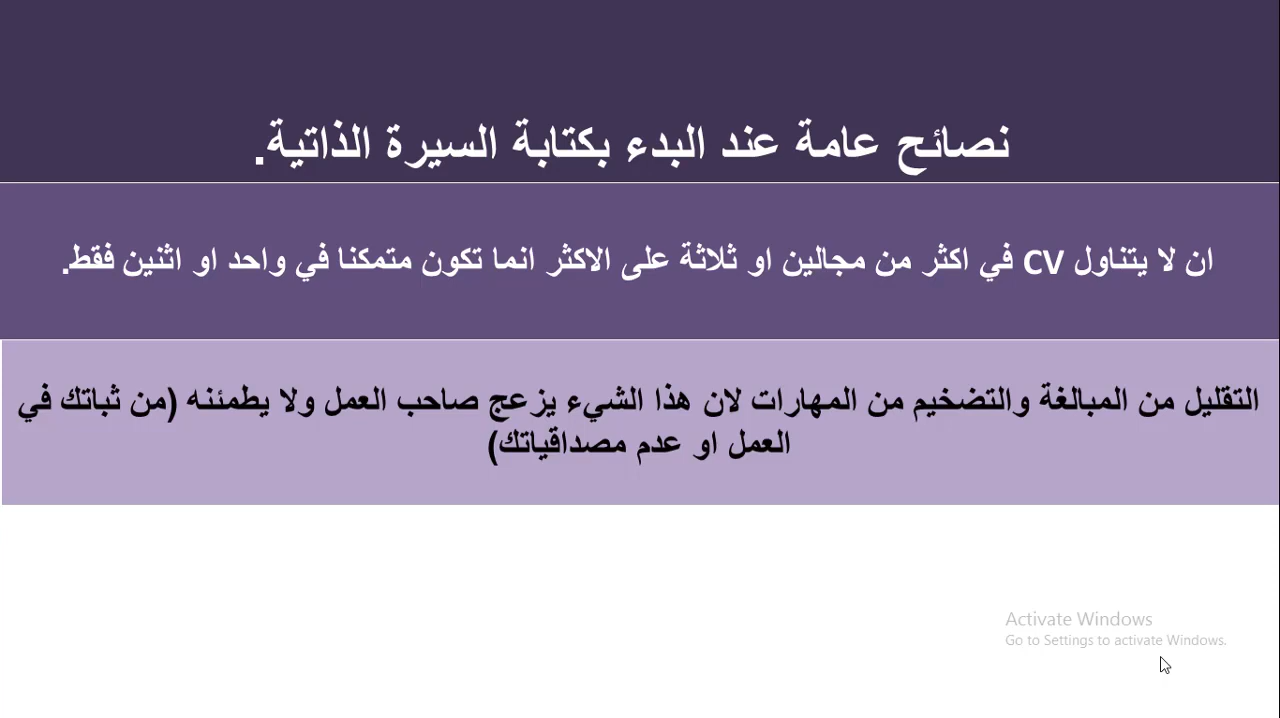 نصائح عامة عند البدء بكتابة السيرة الذاتية.
ان لا يتناول CV في اكثر من مجالين او ثلاثة على الاكثر انما تكون متمكنا في واحد او اثنين فقط.
التقليل من المبالغة والتضخيم من المهارات لان هذا الشيء يزعج صاحب العمل ولا يطمئنه (من ثباتك في
العمل او عدم مصداقياتك)
Activate Windows
Go to Settings to activate Windows.